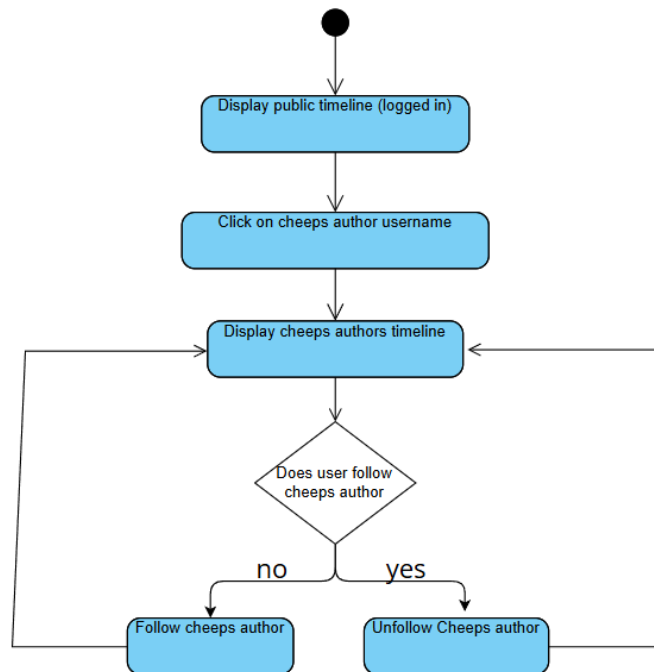 Display public timeline (logged in)
Click on cheeps author username
Display cheeps authors timeline
Does user follow
cheeps author
no
yes
Follow cheeps author
Unfollow Cheeps author